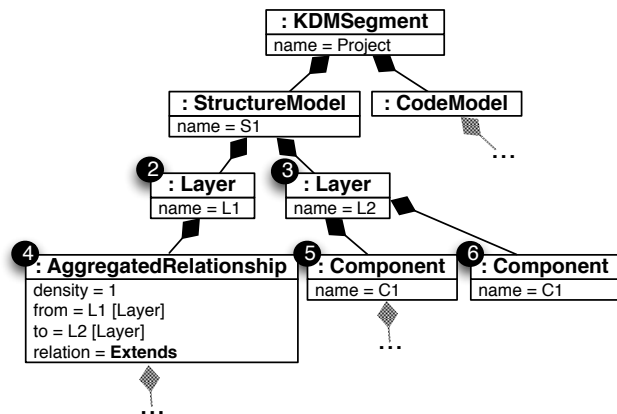 : KDMSegment
name = Project
: StructureModel
name = S1
: CodeModel
...
2
: Layer
name = L1
3
: Layer
name = L2
4
: AggregatedRelationship
density = 1
from = L1 [Layer]
to = L2 [Layer]
relation = Extends
...
5
: Component
name = C1
...
6
: Component
name = C1